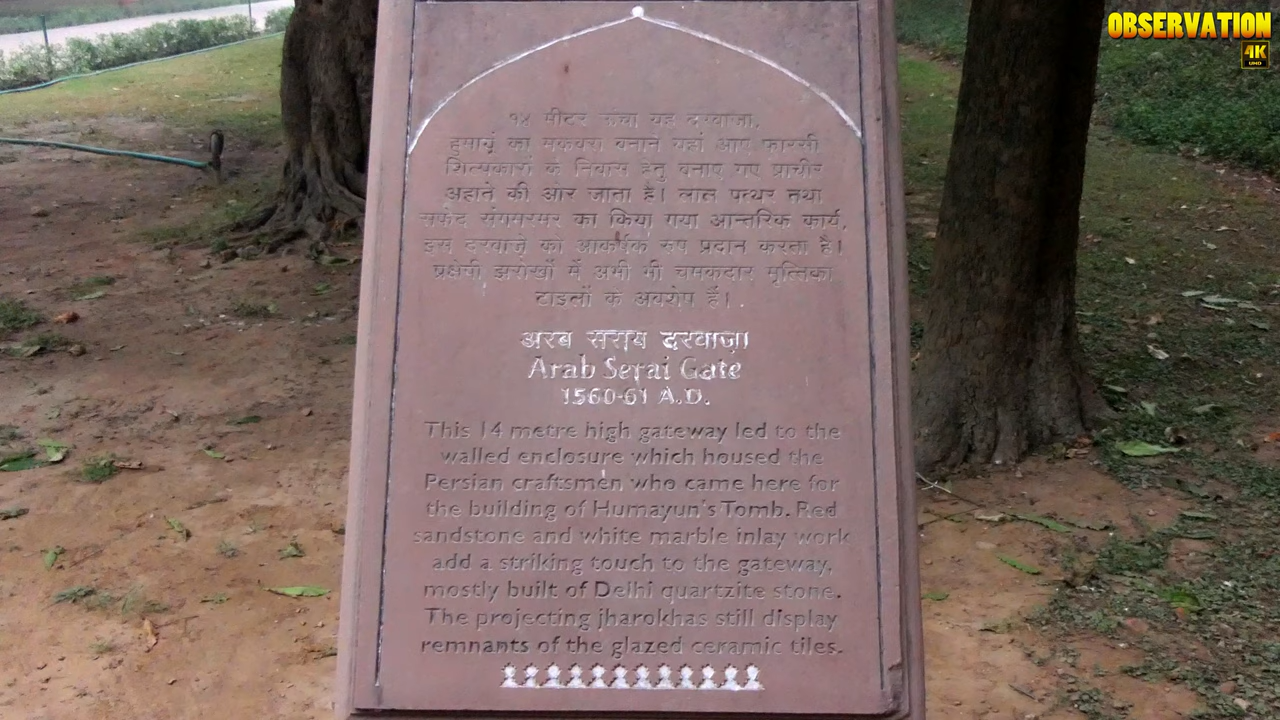 OBSERVATION
4K
UHD
१४ मीटर ऊंचा यह दरवाजा,
हुमायूं का मकबरा बनाने यहां आए फारसी
शिल्पकारों के निवास हेतु बनाए गए प्राचीर
अहाते की ओर जाता है। लाल पत्थर तथा
सफेद संगमरमर का किया गया आन्तरिक कार्य,
इस दरवाजे को आकर्षक रुप प्रदान करता है।
प्रक्षेपी झरोखों में अभी भी चमकदार मृत्तिका
टाइलों के अवशेष हैं।
अरब सराय दरवाज़ा
Arab Serai Gate
1560-61 A.D.
This 14 metre high gateway led to the
walled enclosure which housed the
Persian craftsmen who came here for
the building of Humayun's Tomb. Red
sandstone and white marble inlay work
add a striking touch to the gateway,
mostly built of Delhi quartzite stone.
The projecting jharokhas still display
remnants of the glazed ceramic tiles.